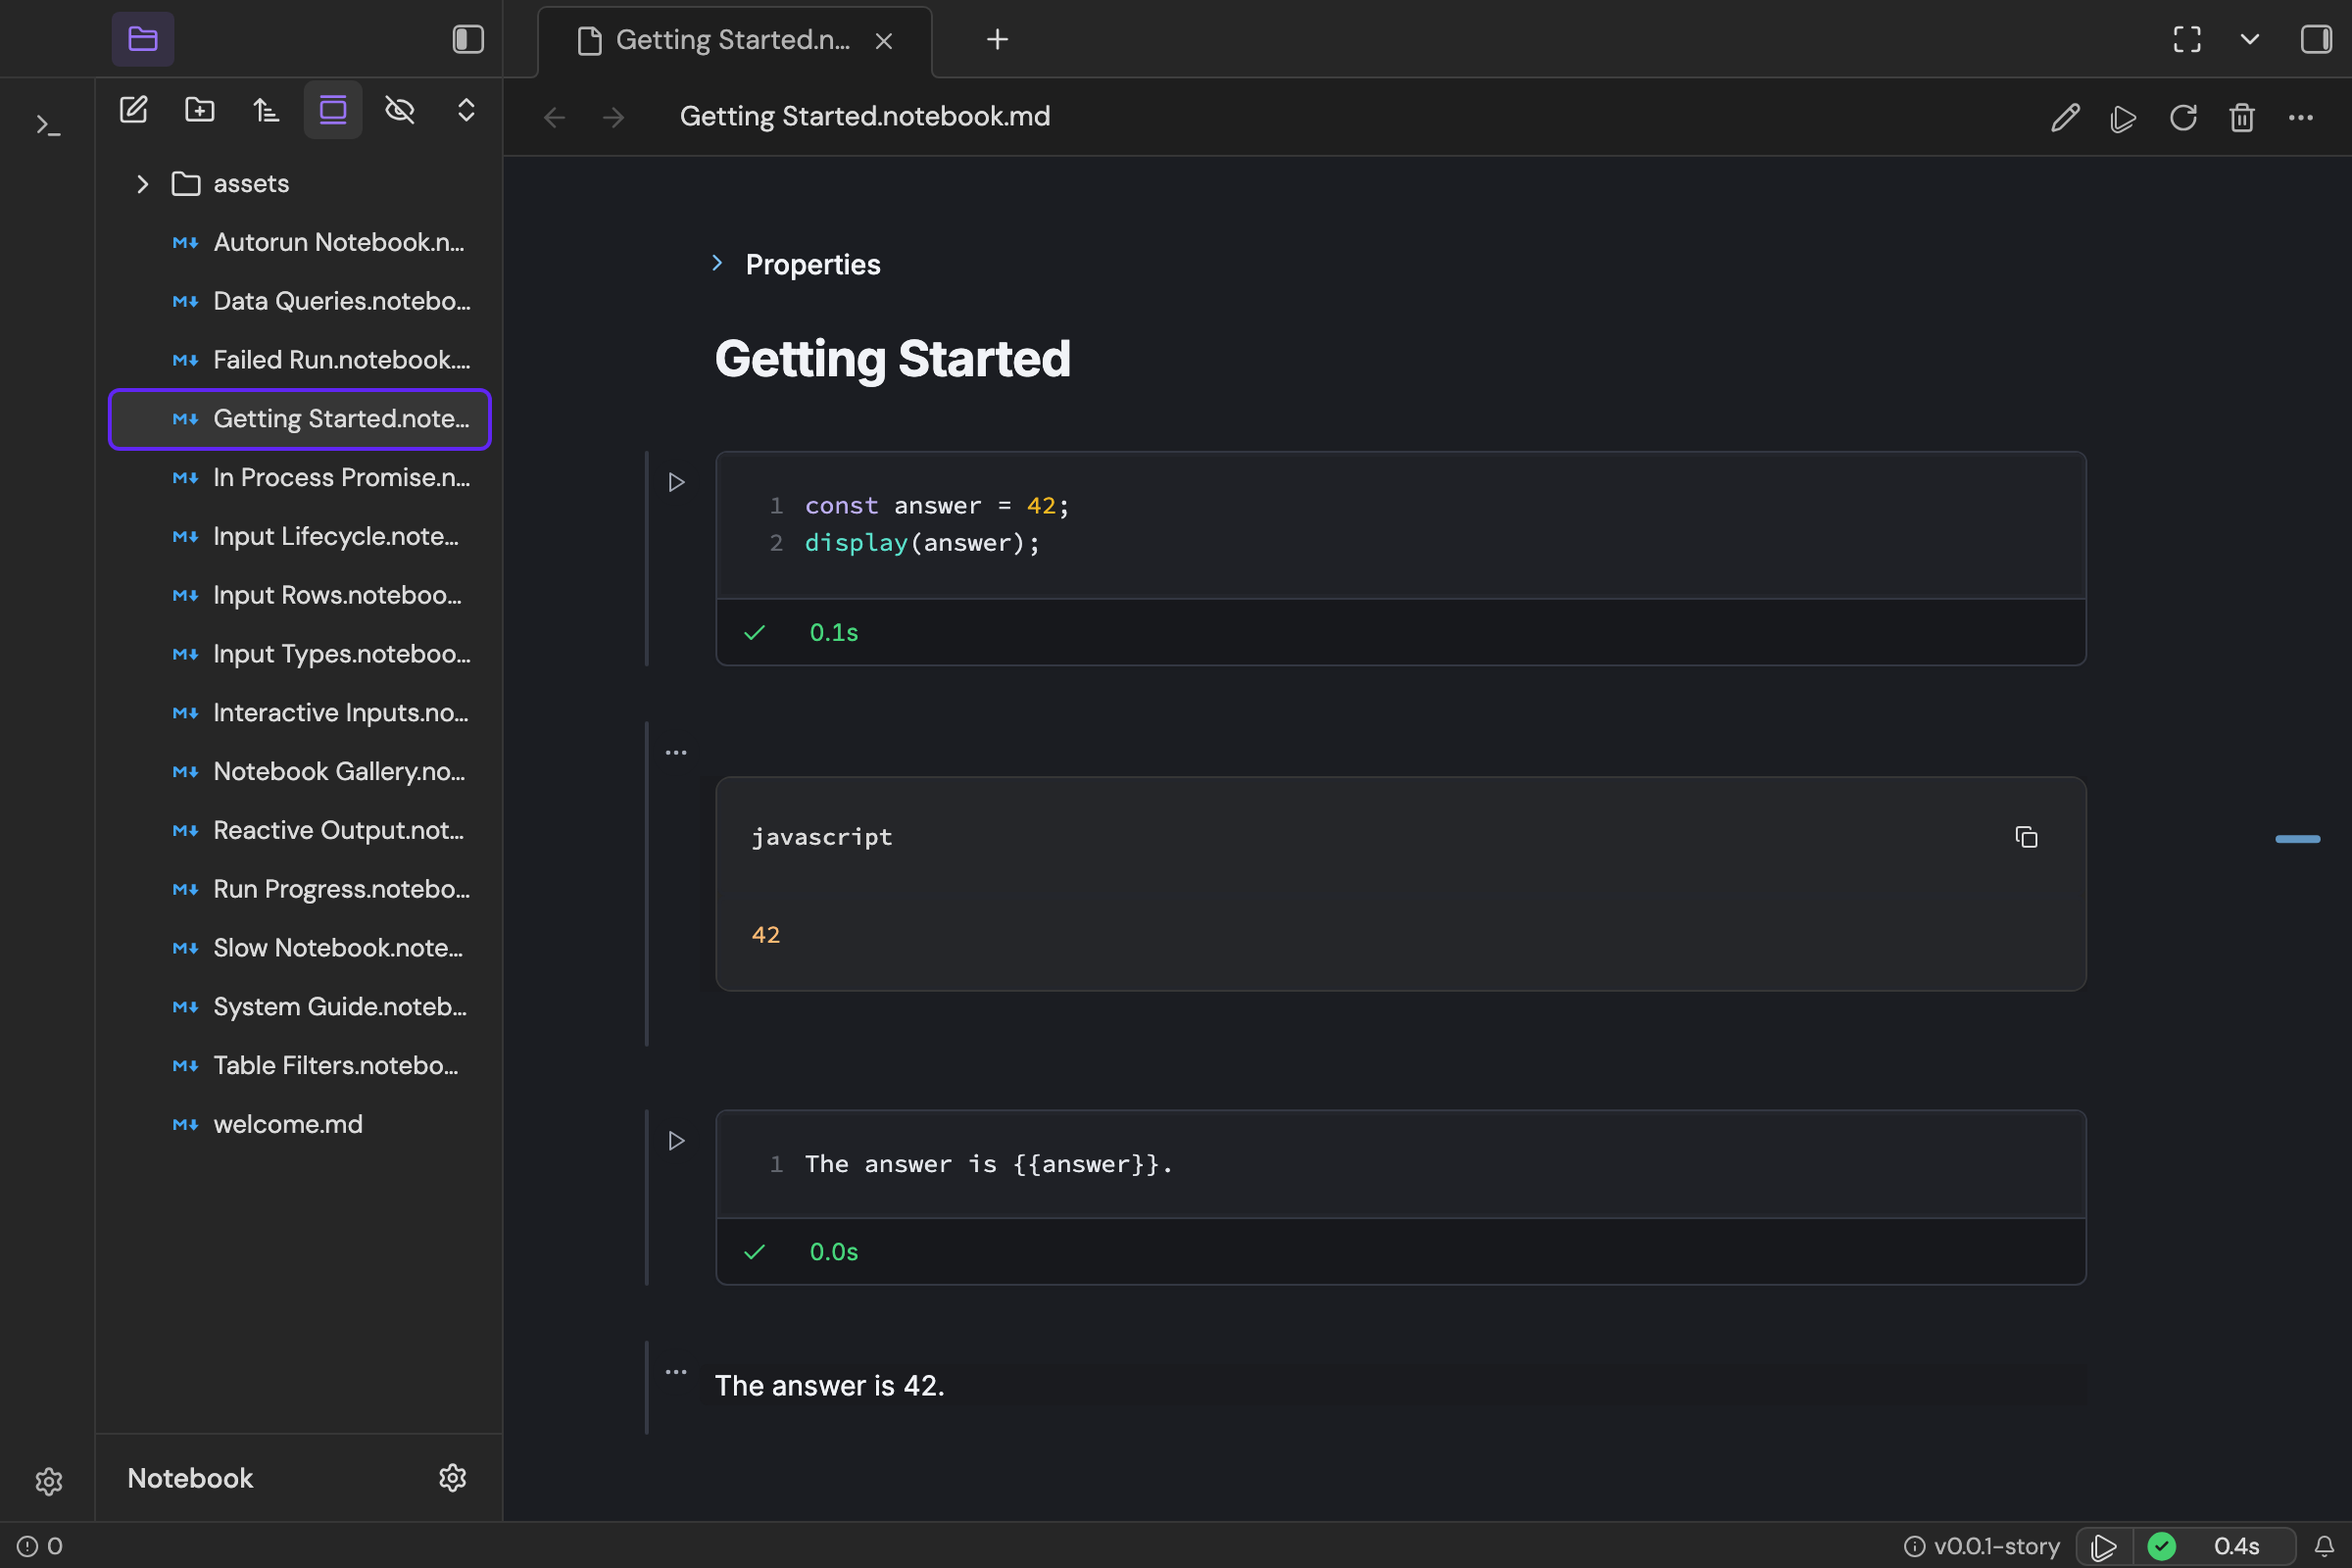 Getting Started.n...
Getting Started.notebook.md
assets
Autorun Notebook.n...
Data Queries.notebo...
Failed Run.notebook....
Getting Started.note...
In Process Promise.n...
Input Lifecycle.note...
Input Rows.noteboo...
Input Types.noteboo...
Interactive Inputs.no...
Notebook Gallery.no...
Reactive Output.not...
Run Progress.notebo...
Slow Notebook.note...
System Guide.noteb...
Table Filters.notebo...
welcome.md
Notebook
Properties
Getting Started
1 const answer = 42;
2 display(answer);
0.1s
javascript
42
1 The answer is {{answer}}.
0.0s
The answer is 42.
0
v0.0.1-story
0.4s